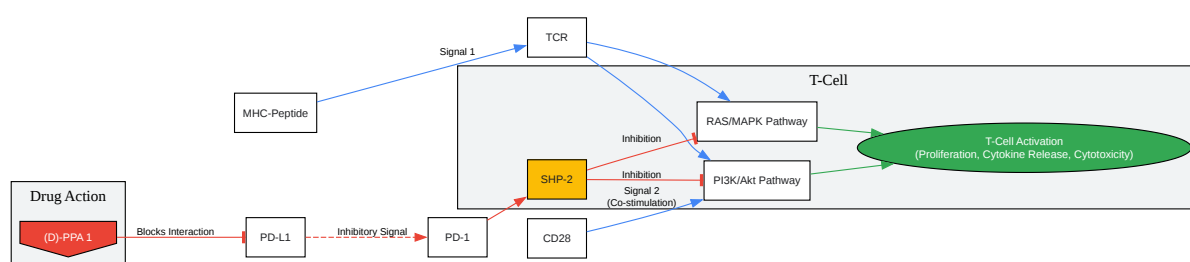 TCR
Signal 1
T-Cell
MHC-Peptide
RAS/MAPK Pathway
Inhibition
T-Cell Activation
(Proliferation, Cytokine Release, Cytotoxicity)
SHP-2
Inhibition
PI3K/Akt Pathway
Signal 2
(Co-stimulation)
Drug Action
(D)-PPA 1
Blocks Interaction
PD-L1
Inhibitory Signal
PD-1
CD28